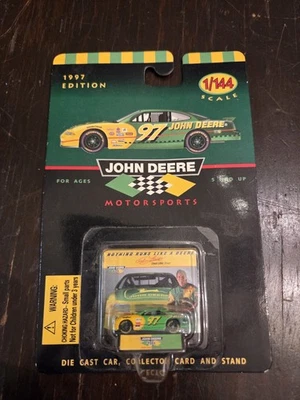 1997
EDITION
1/144
SCALE
97 JOHN DEERE
JOHN DEERE
FOR AGES
UP
MOTORSPORTS
NOTHING RUNS LIKE A DEERE
97
WARNING:
CHOKING HAZARD - Small parts
Not for Children under 3 years
DIE CAST CAR, COLLECTOR CARD AND STAND